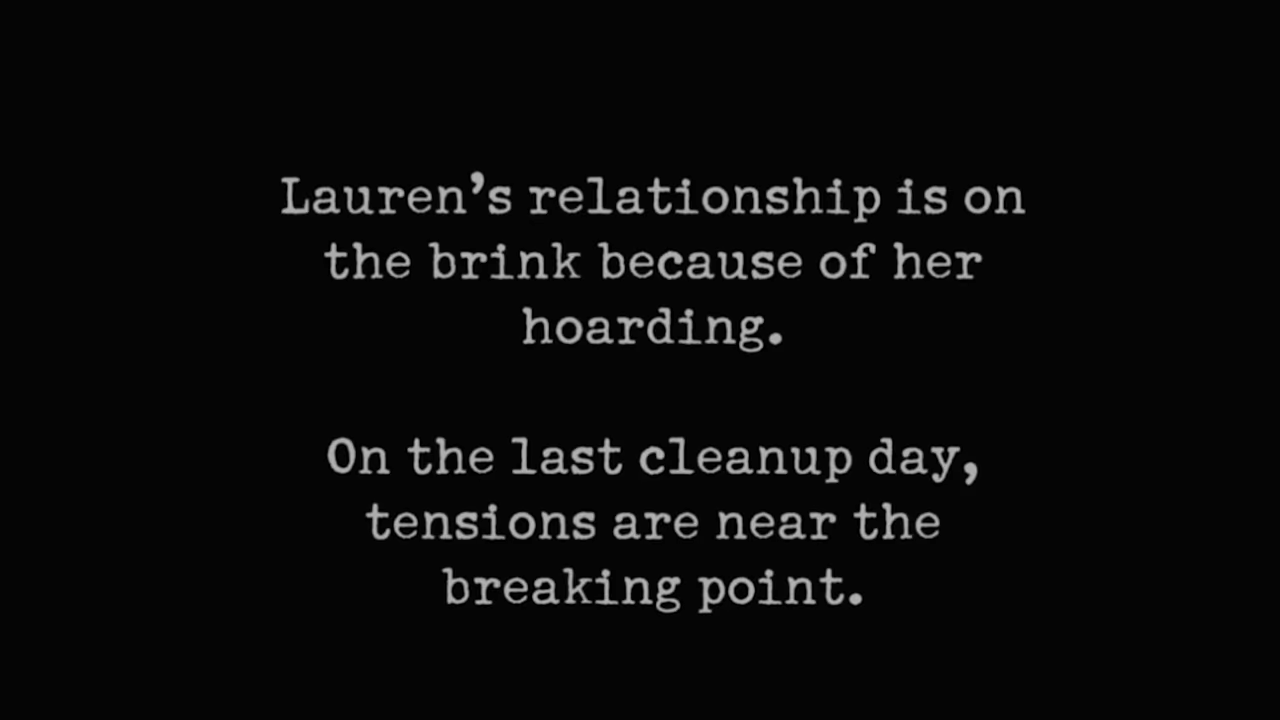 Lauren’s relationship is on
the brink because of her
hoarding.
On the last cleanup day,
tensions are near the
breaking point.